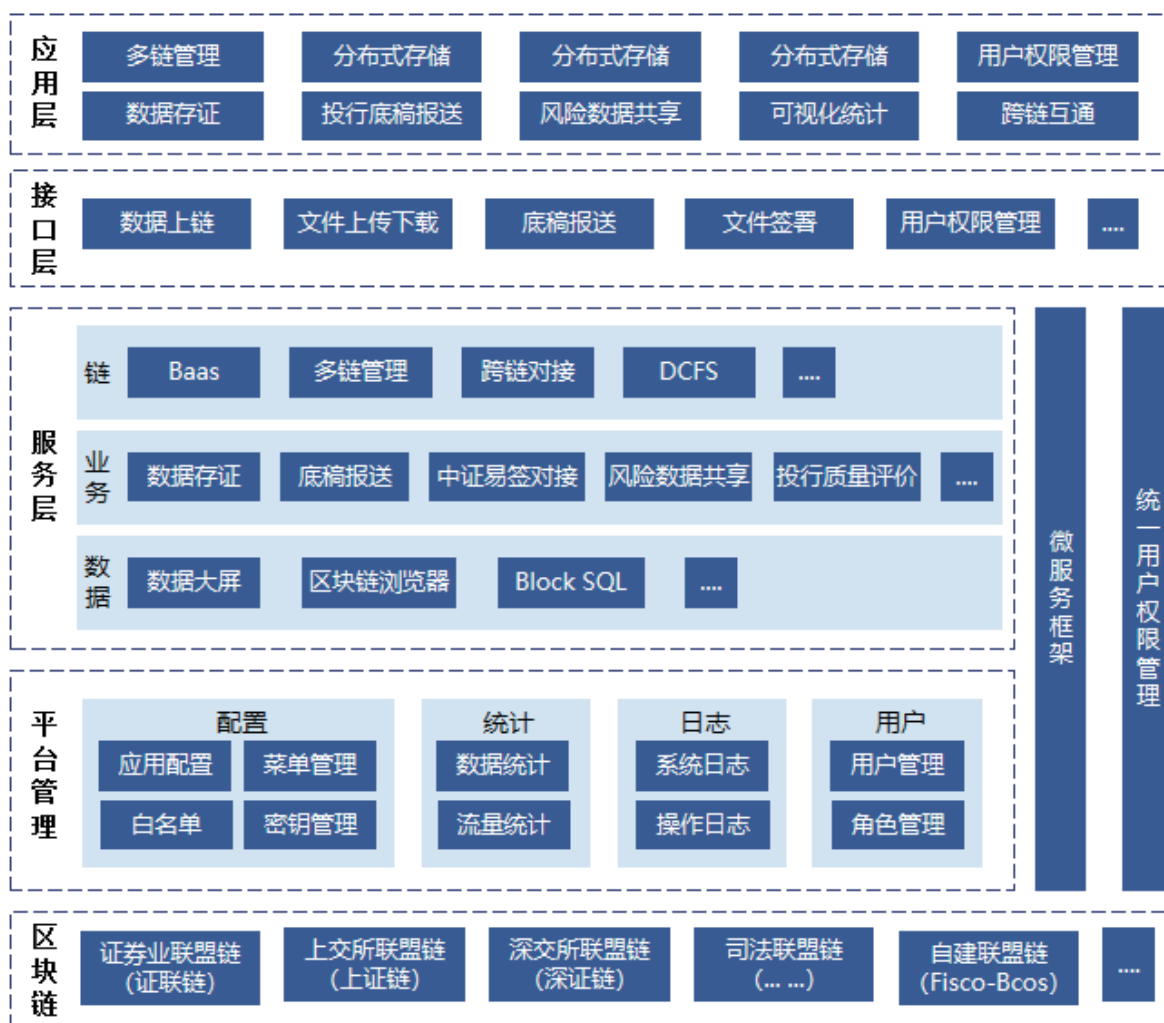 应用层
多链管理
分布式存储
分布式存储
分布式存储
用户权限管理
数据存证
投行底稿报送
风险数据共享
可视化统计
跨链互通
接口层
数据上链
文件上传下载
底稿报送
文件签署
用户权限管理
....
服务层
链
Baas
多链管理
跨链对接
DCFS
....
业务
数据存证
底稿报送
中证易签对接
风险数据共享
投行质量评价
....
数据
数据大屏
区块链浏览器
Block SQL
....
微服务框架
统一用户权限管理
平台管理
配置
应用配置
菜单管理
白名单
密钥管理
统计
数据统计
流量统计
日志
系统日志
操作日志
用户
用户管理
角色管理
区块链
证券业联盟链
(证联链)
上交所联盟链
(上证链)
深交所联盟链
(深证链)
司法联盟链
(... ...)
自建联盟链
(Fisco-Bcos)
....